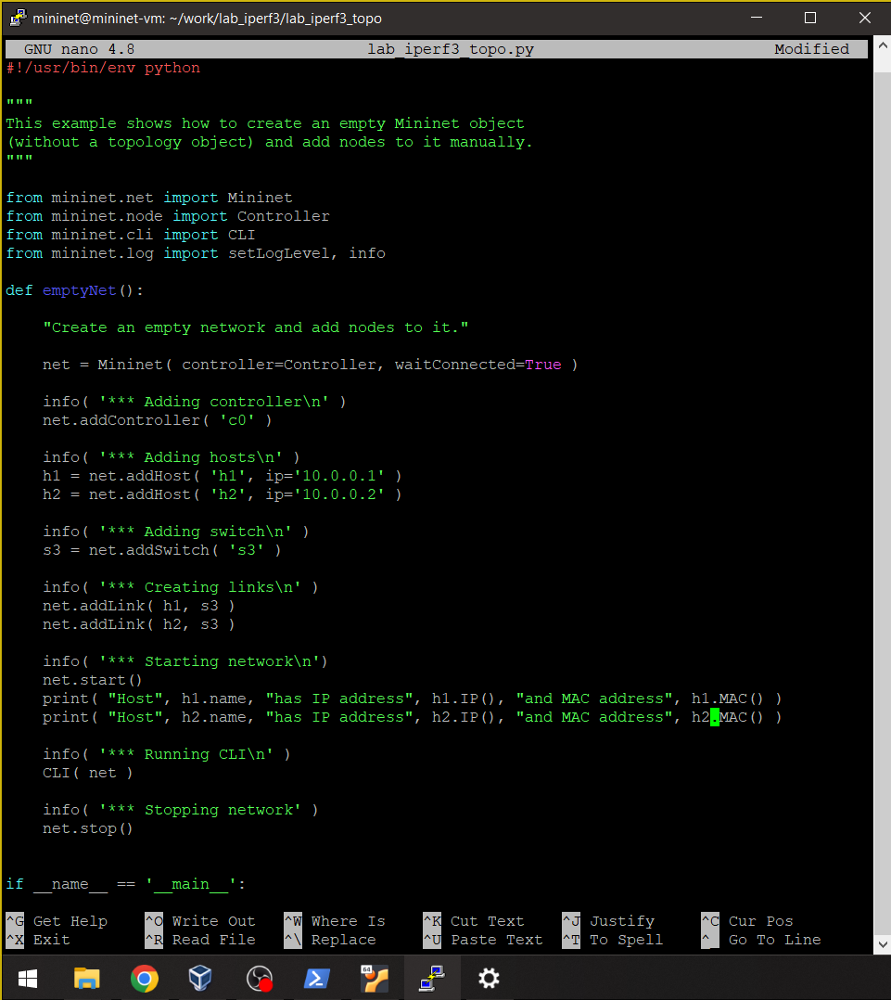 mininet@mininet-vm: ~/work/lab_iperf3/lab_iperf3_topo
GNU nano 4.8 lab_iperf3_topo.py Modified
#!/usr/bin/env python
"""
This example shows how to create an empty Mininet object
(without a topology object) and add nodes to it manually.
"""
from mininet.net import Mininet
from mininet.node import Controller
from mininet.cli import CLI
from mininet.log import setLogLevel, info
def emptyNet():
"Create an empty network and add nodes to it."
net = Mininet( controller=Controller, waitConnected=True )
info( '*** Adding controller\n' )
net.addController( 'c0' )
info( '*** Adding hosts\n' )
h1 = net.addHost( 'h1', ip='10.0.0.1' )
h2 = net.addHost( 'h2', ip='10.0.0.2' )
info( '*** Adding switch\n' )
s3 = net.addSwitch( 's3' )
info( '*** Creating links\n' )
net.addLink( h1, s3 )
net.addLink( h2, s3 )
info( '*** Starting network\n')
net.start()
print( "Host", h1.name, "has IP address", h1.IP(), "and MAC address", h1.MAC() )
print( "Host", h2.name, "has IP address", h2.IP(), "and MAC address", h2.MAC() )
info( '*** Running CLI\n' )
CLI( net )
info( '*** Stopping network' )
net.stop()
if __name__ == '__main__':
^G Get Help ^O Write Out ^W Where Is ^K Cut Text ^J Justify ^C Cur Pos
^X Exit ^R Read File ^\ Replace ^U Paste Text ^T To Spell ^_ Go To Line
64